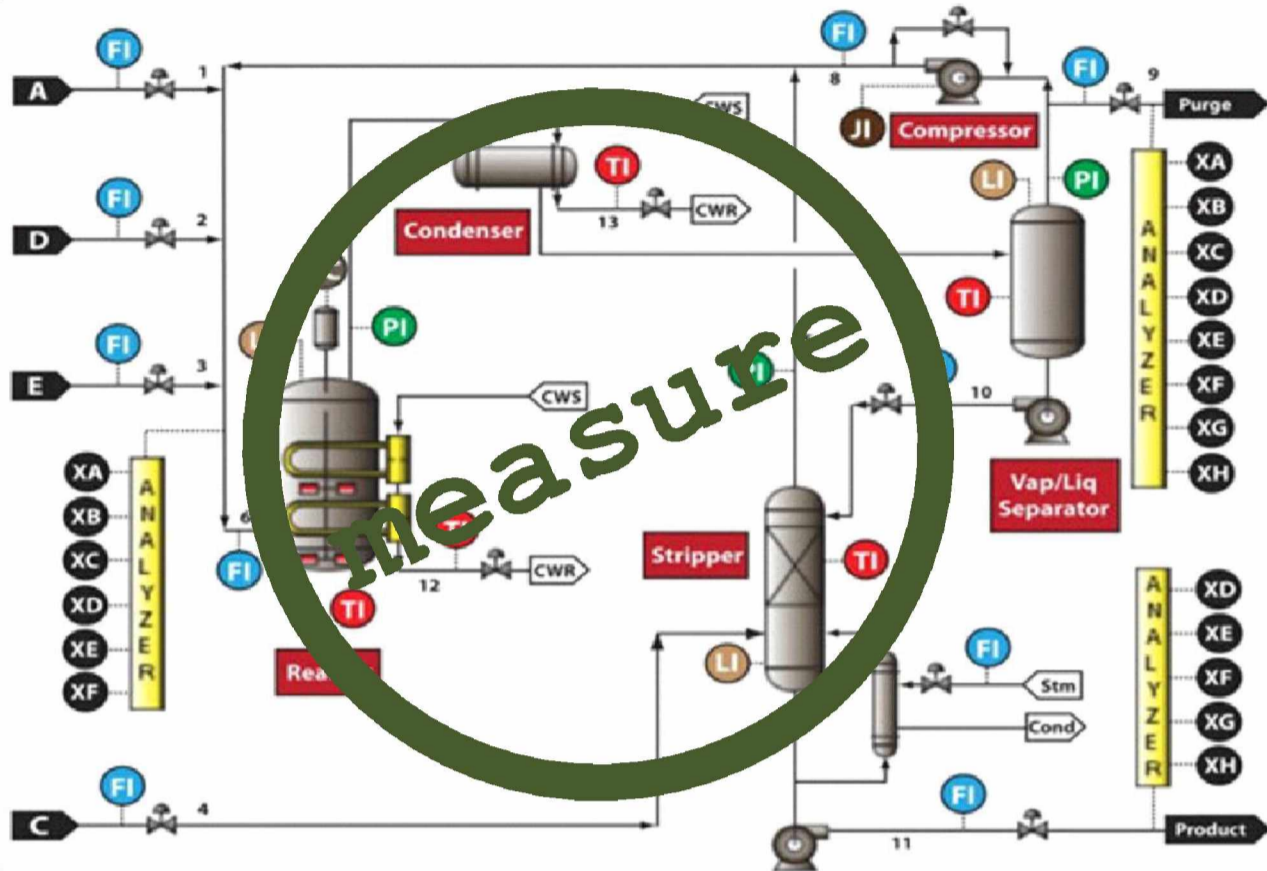 FI
1
A
FI
2
D
FI
3
E
FI
8
JI
Compressor
FI
9
Purge
CWS
TI
13
CWR
Condenser
LI
PI
TI
XA
XB
XC
XD
XE
XF
XG
XH
ANALYZER
PI
CWS
measure
PI
10
Vap/Liq
Separator
XA
XB
XC
XD
XE
XF
ANALYZER
6
FI
TI
12
CWR
TI
Stripper
TI
LI
FI
Stm
Cond
ANALYZER
XD
XE
XF
XG
XH
FI
4
C
FI
11
Product